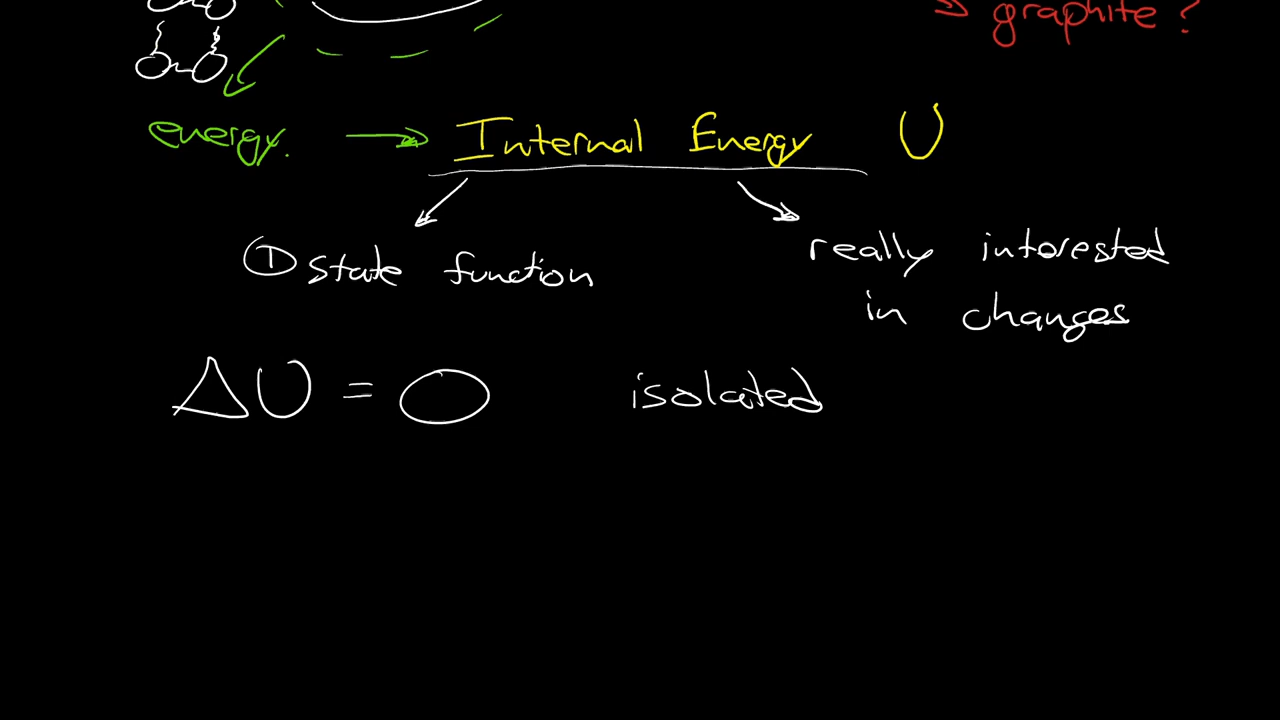 graphite?
energy. → Internal Energy U
① state function
really interested
in changes
ΔU = 0 isolated